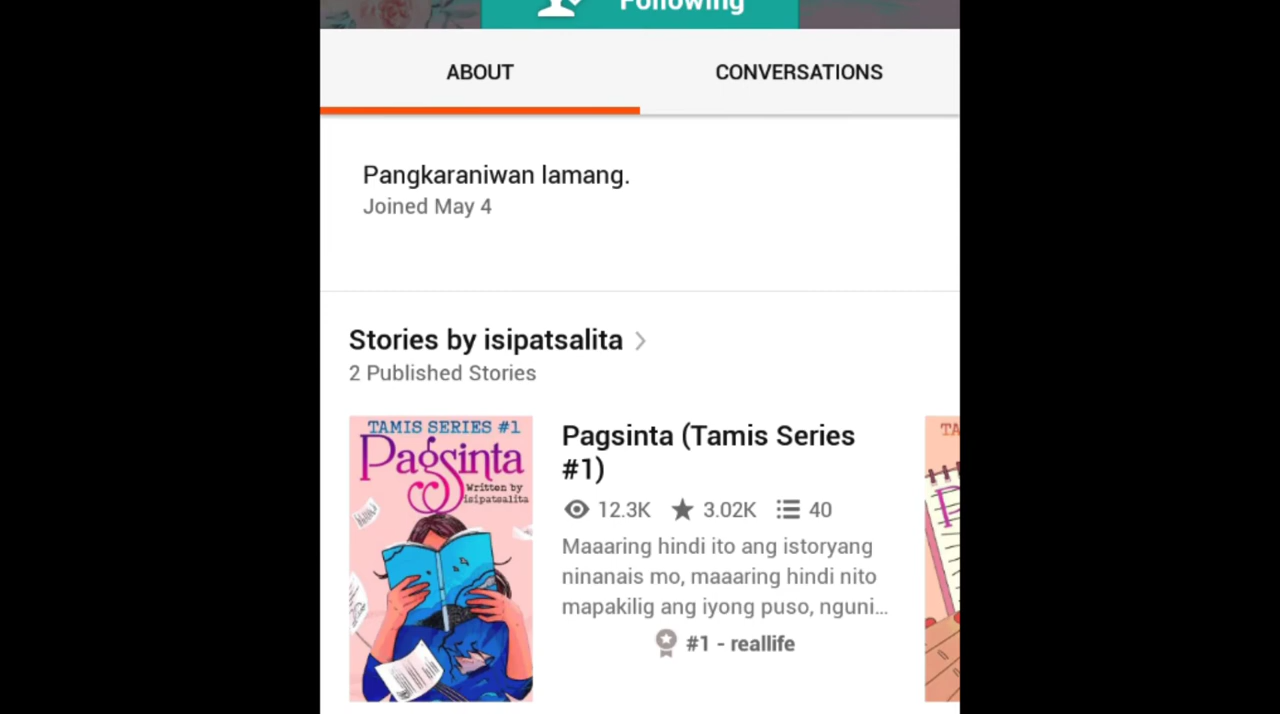 Following
ABOUT
CONVERSATIONS
Pangkaraniwan lamang.
Joined May 4
Stories by isipatsalita
2 Published Stories
TAMIS SERIES #1
Pagsinta
Written by
isipatsalita
Pagsinta (Tamis Series
#1)
12.3K 3.02K 40
Maaaring hindi ito ang istoryang
ninanais mo, maaaring hindi nito
mapakilig ang iyong puso, nguni...
#1 - reallife
TA